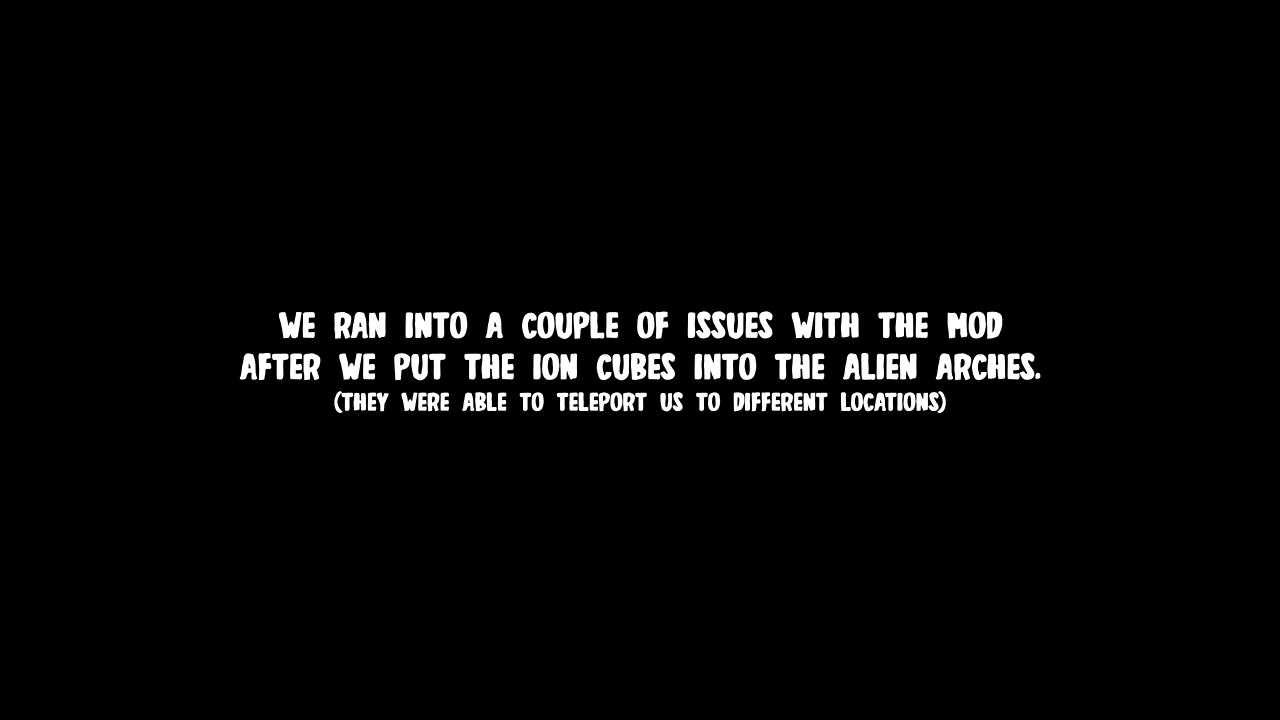 WE RAN INTO A COUPLE OF ISSUES WITH THE MOD
AFTER WE PUT THE ION CUBES INTO THE ALIEN ARCHES.
(THEY WERE ABLE TO TELEPORT US TO DIFFERENT LOCATIONS)